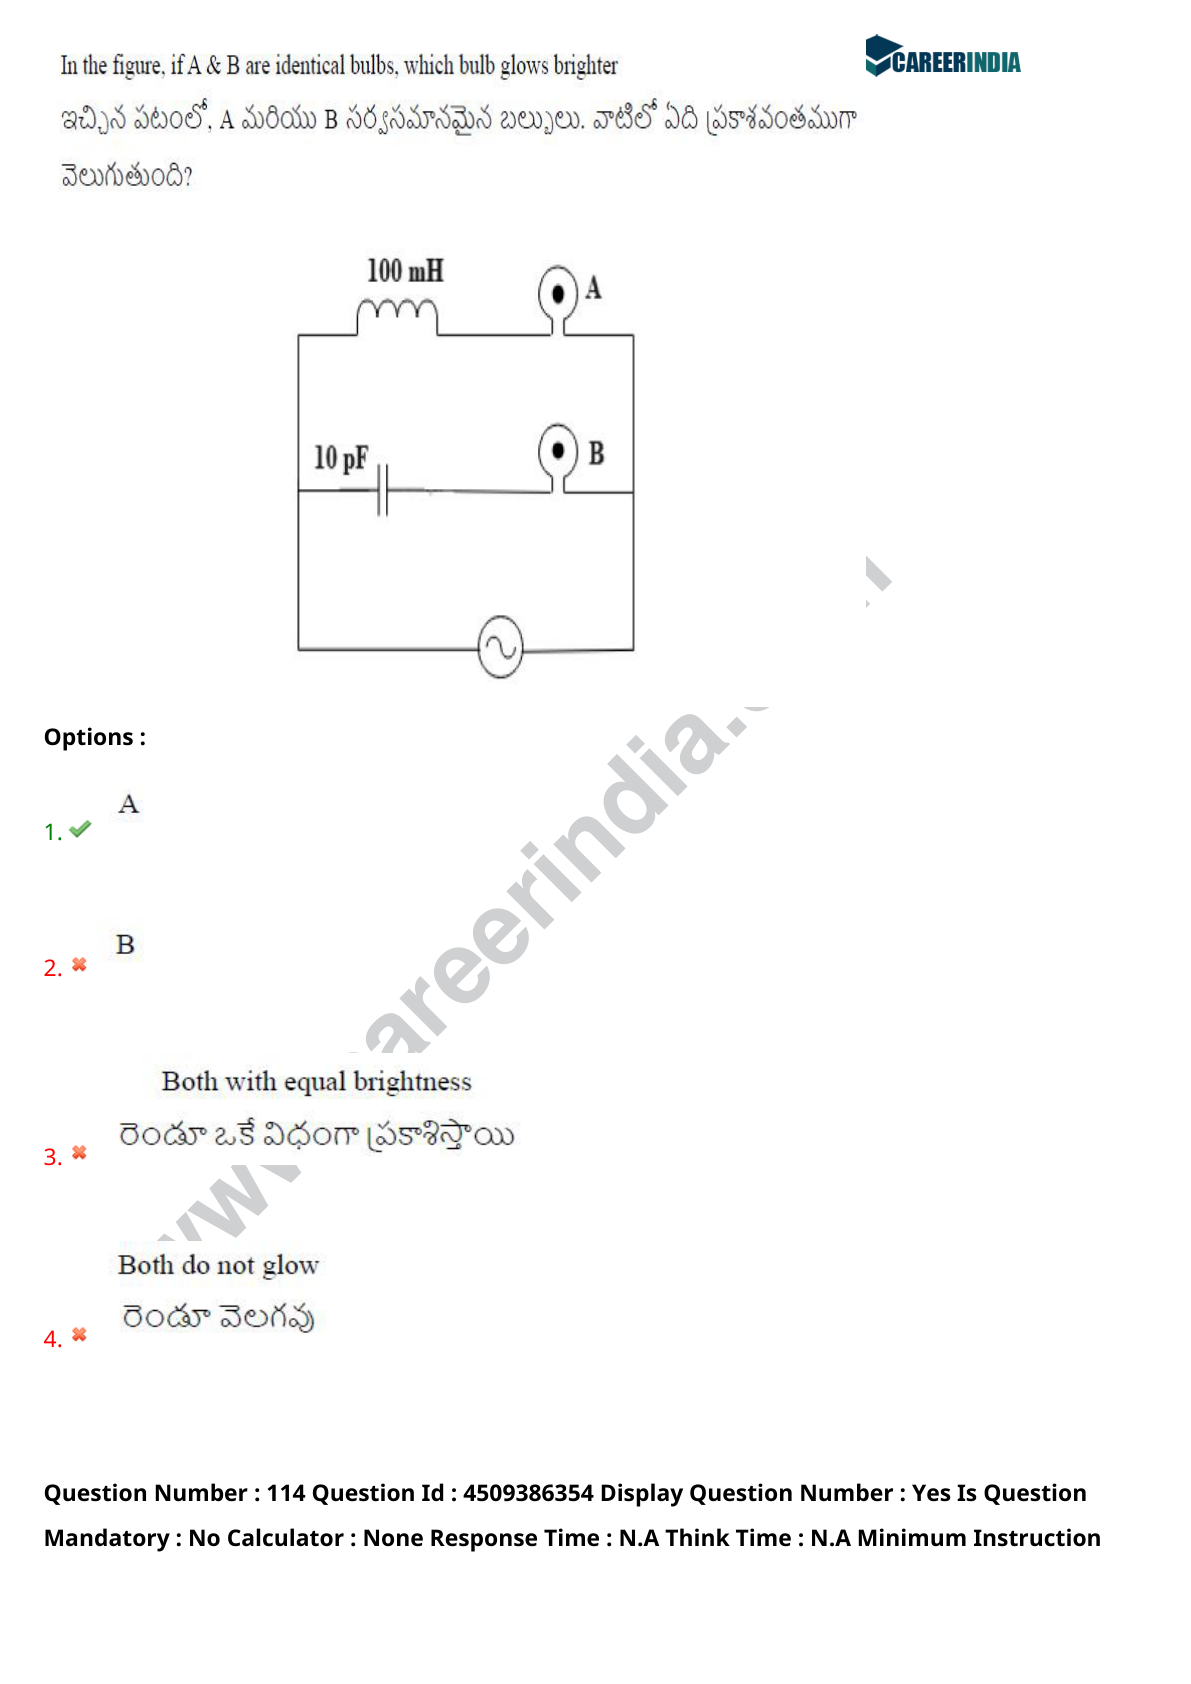 In the figure, if A & B are identical bulbs, which bulb glows brighter
CAREERINDIA
ఇచ్చిన పటంలో, A మరియు B సర్వసమానమైన బల్బులు. వాటిలో ఏది ప్రకాశవంతముగా
వెలుగుతుంది?
100 mH
A
10 pF
B
Options :
A
1.
B
2.
Both with equal brightness
రెండూ ఒకే విధంగా ప్రకాశిస్తాయి
3.
Both do not glow
రెండూ వెలగవు
4.
Question Number : 114 Question Id : 4509386354 Display Question Number : Yes Is Question
Mandatory : No Calculator : None Response Time : N.A Think Time : N.A Minimum Instruction